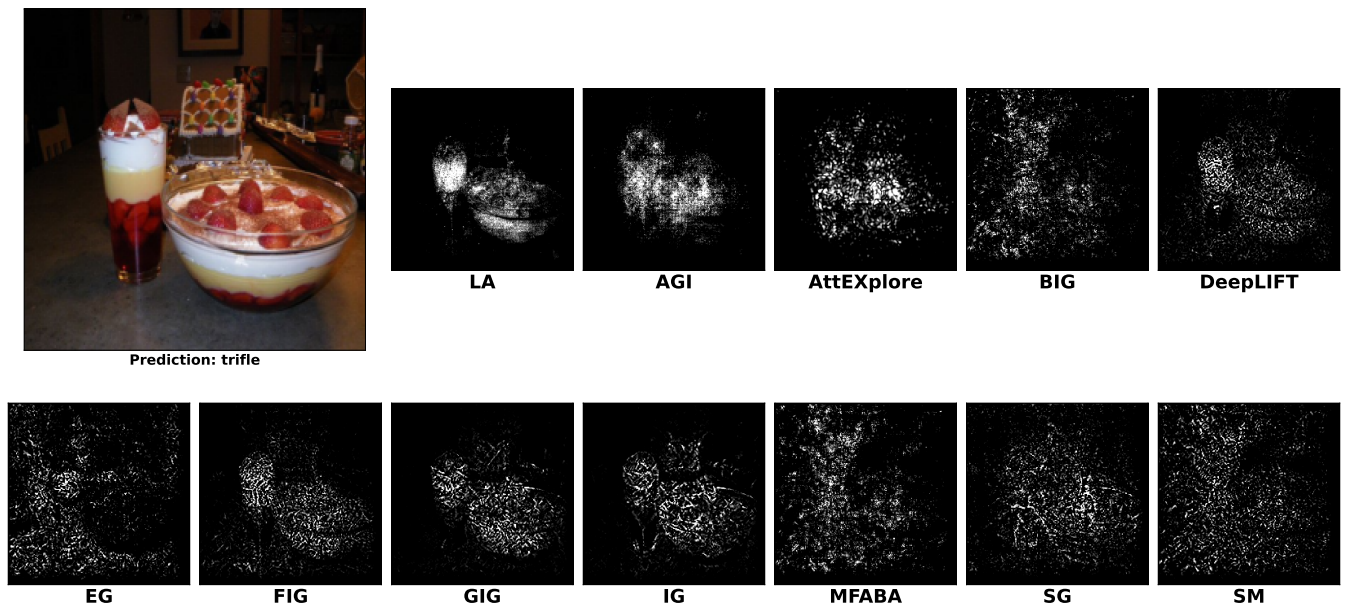 LA
AGI
AttEXplore
BIG
DeepLIFT
Prediction: trifle
EG
FIG
GIG
IG
MFABA
SG
SM